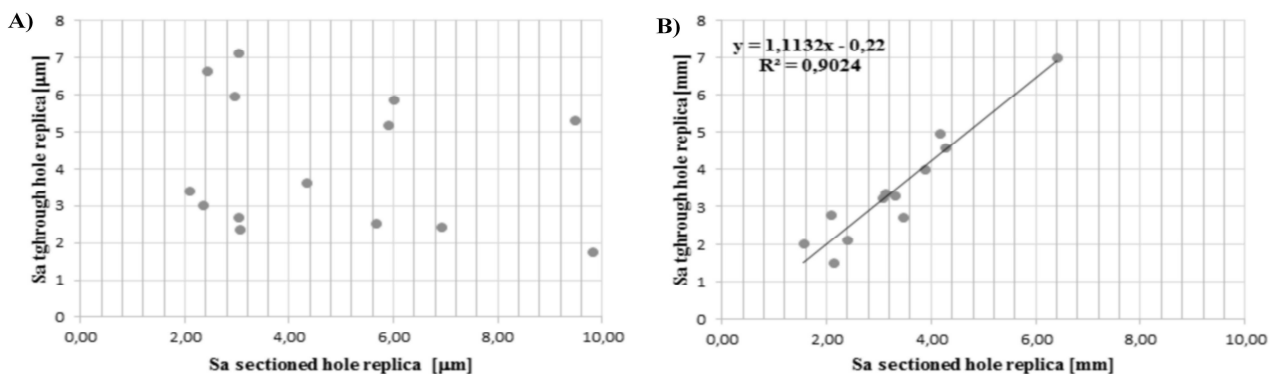 A)
8
7
6
5
4
3
2
1
0
Sa tghrough hole replica [µm]
0,00 2,00 4,00 6,00 8,00 10,00
Sa sectioned hole replica [µm]
B)
y = 1,1132x - 0,22
R² = 0,9024
8
7
6
5
4
3
2
1
0
Sa tghrough hole replica [mm]
0,00 2,00 4,00 6,00 8,00 10,00
Sa sectioned hole replica [mm]